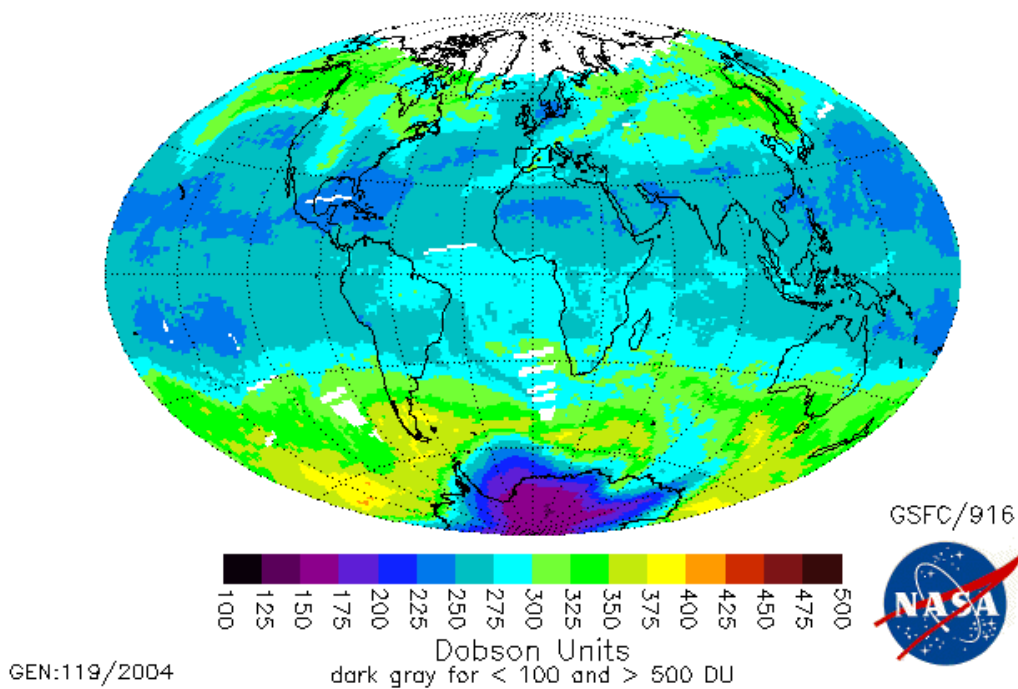 GSFC/916
NASA
100 125 150 175 200 225 250 275 300 325 350 375 400 425 450 475 500
Dobson Units
dark gray for < 100 and > 500 DU
GEN:119/2004